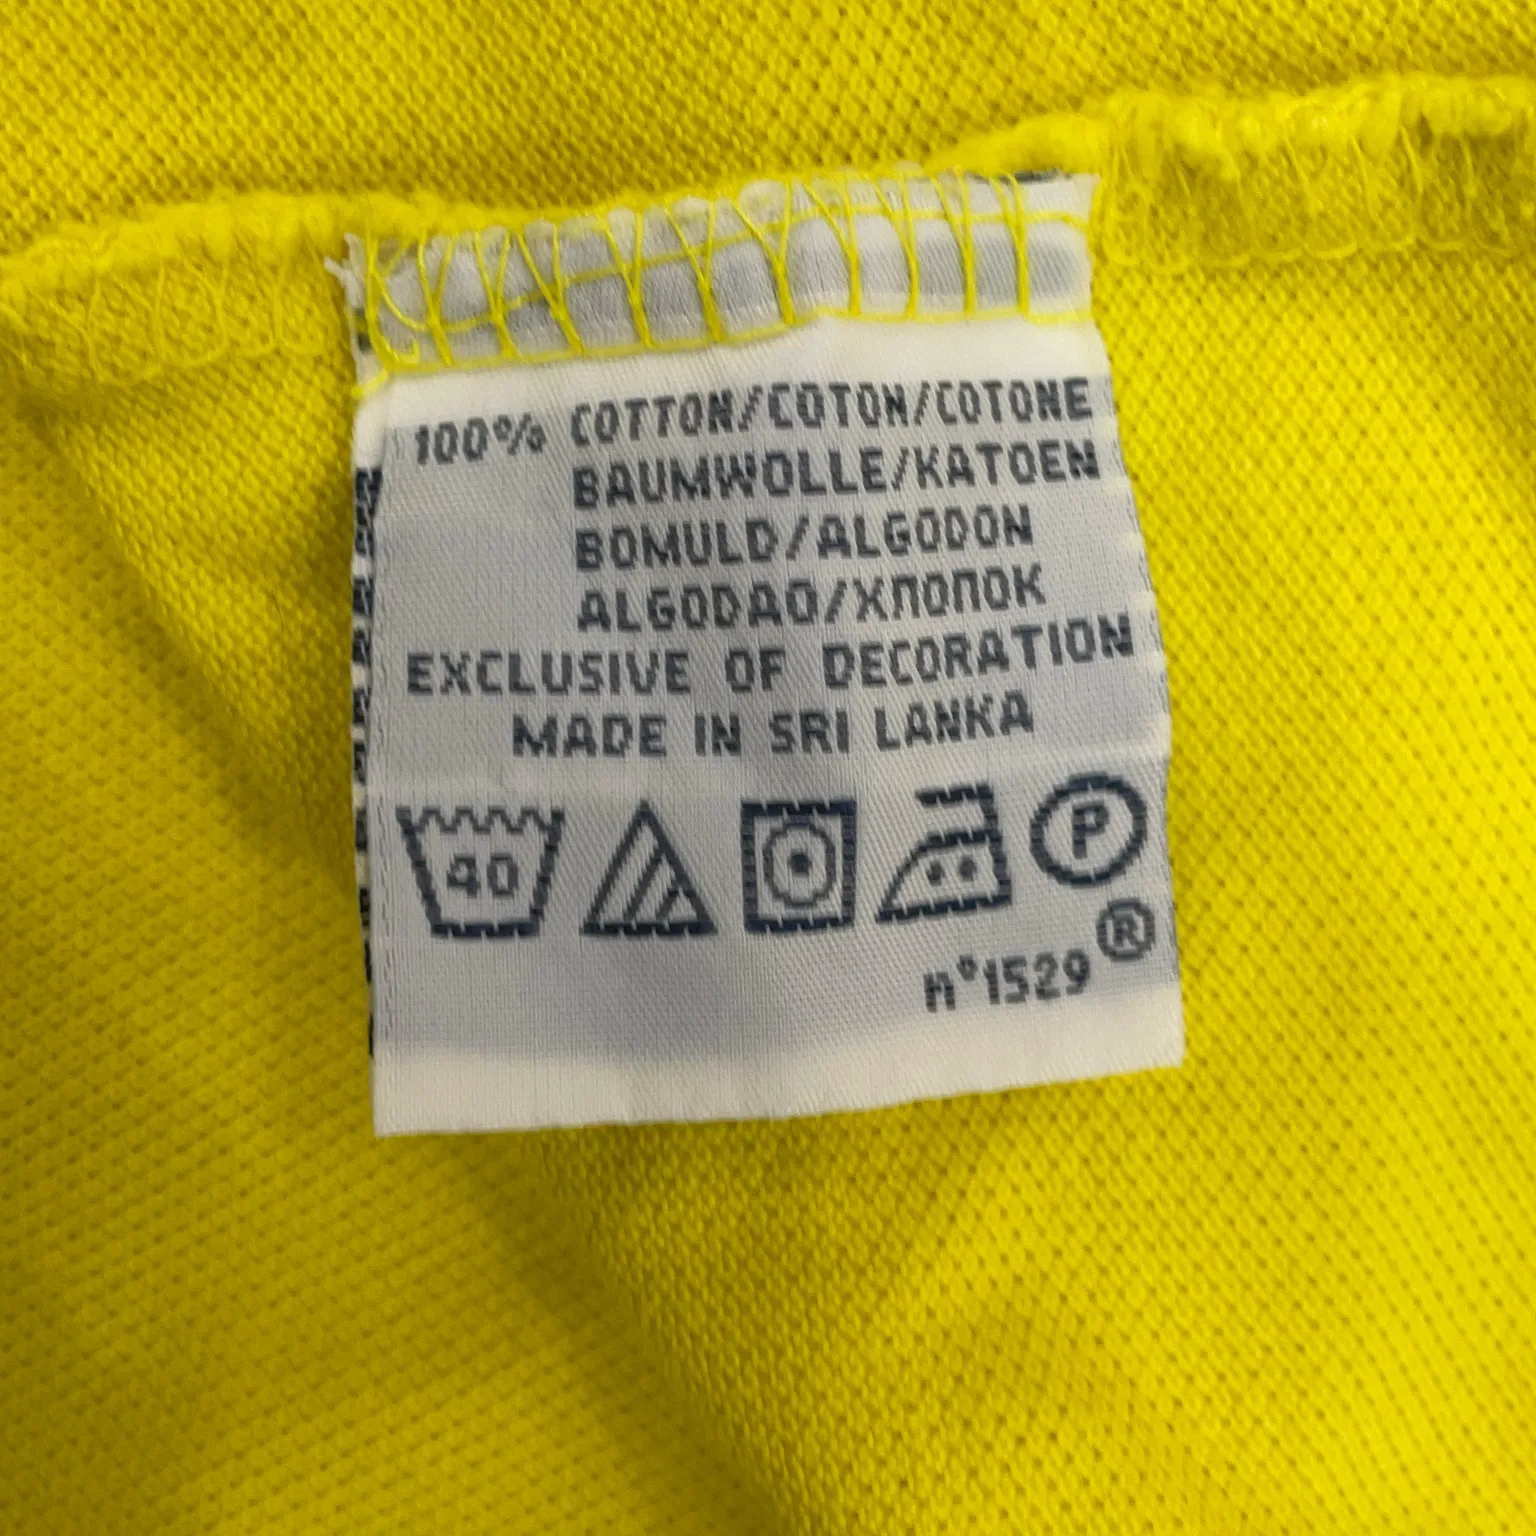 100% COTTON/COTON/COTONE
BAUMWOLLE/KATOEN
BOMULD/ALGODON
ALGODAO/ХЛОПОК
EXCLUSIVE OF DECORATION
MADE IN SRI LANKA
40
P
®
n°1529